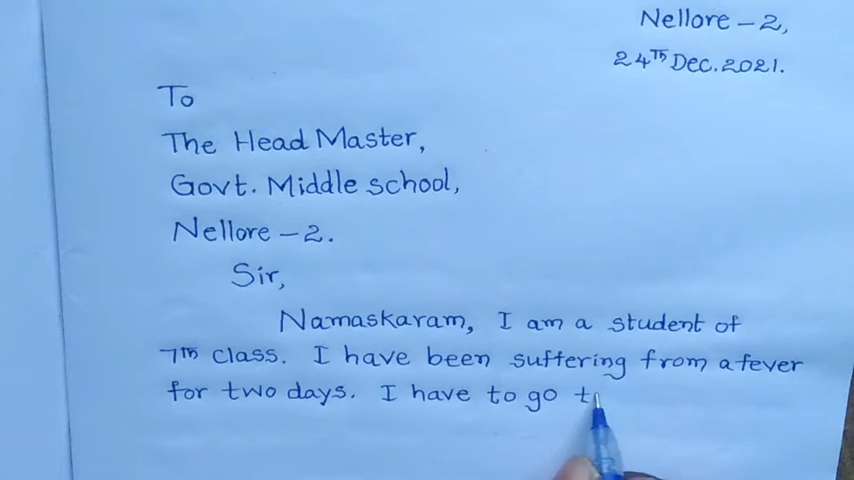 Nellore - 2,
24TH Dec. 2021.
To
The Head Master,
Govt. Middle school,
Nellore - 2.
Sir,
Namaskaram, I am a student of
7TH class. I have been suffering from a fever
for two days. I have to go t